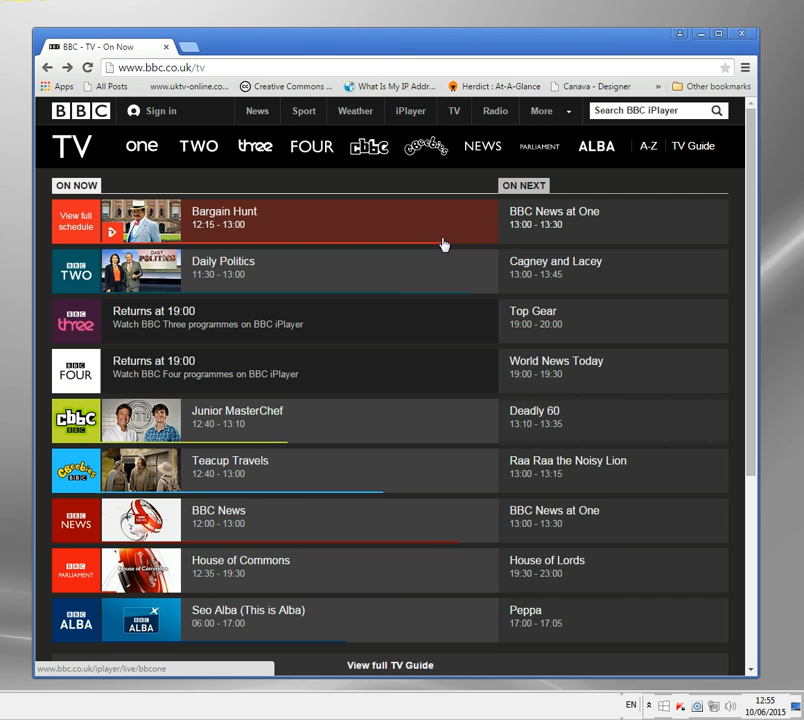 BBC - TV - On Now
www.bbc.co.uk/tv
Apps All Posts www.uktv-online.co... Creative Commons ... What Is My IP Addr... Herdict : At-A-Glance Canava - Designer » Other bookmarks
BBC Sign in News Sport Weather iPlayer TV Radio More Search BBC iPlayer
TV one TWO three FOUR cbbc cbeebies NEWS PARLIAMENT ALBA A-Z TV Guide
ON NOW ON NEXT
View full schedule
Bargain Hunt
12:15 - 13:00
BBC News at One
13:00 - 13:30
BBC TWO
DAILY POLITICS
Daily Politics
11:30 - 13:00
Cagney and Lacey
13:00 - 13:45
BBC three
Returns at 19:00
Watch BBC Three programmes on BBC iPlayer
Top Gear
19:00 - 20:00
BBC FOUR
Returns at 19:00
Watch BBC Four programmes on BBC iPlayer
World News Today
19:00 - 19:30
cbbc
Junior MasterChef
12:40 - 13:10
Deadly 60
13:10 - 13:35
cbeebies BBC
Teacup Travels
12:40 - 13:00
Raa Raa the Noisy Lion
13:00 - 13:15
BBC NEWS
BBC News
12:00 - 13:00
BBC News at One
13:00 - 13:30
BBC PARLIAMENT
House of Commons
House of Commons
12:35 - 19:30
House of Lords
19:30 - 23:00
BBC ALBA
BBC ALBA
Seo Alba (This is Alba)
06:00 - 17:00
Peppa
17:00 - 17:05
www.bbc.co.uk/iplayer/live/bbcone
View full TV Guide
EN 12:55
10/06/2015